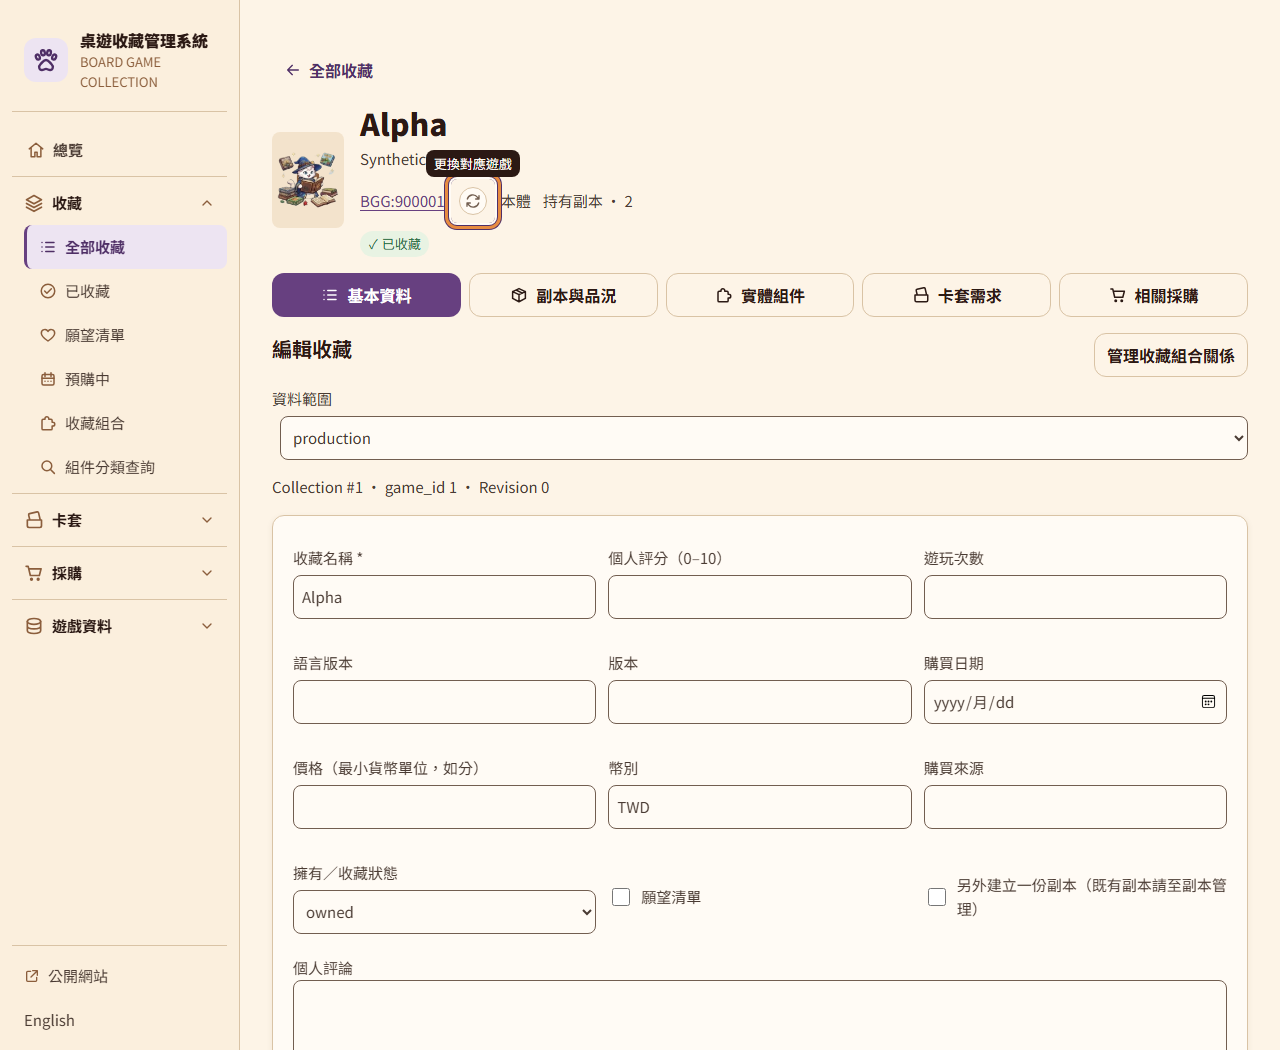 桌遊收藏管理系統
BOARD GAME
COLLECTION
總覽
收藏
全部收藏
已收藏
願望清單
預購中
收藏組合
組件分類查詢
卡套
採購
遊戲資料
公開網站
English
全部收藏
Alpha
Synthetic
更換對應遊戲
BGG:900001 本體 持有副本 · 2
✓ 已收藏
基本資料
副本與品況
實體組件
卡套需求
相關採購
編輯收藏
管理收藏組合關係
資料範圍
production
Collection #1 · game_id 1 · Revision 0
收藏名稱 * 個人評分（0–10） 遊玩次數
Alpha
語言版本 版本 購買日期
yyyy/月/dd
價格（最小貨幣單位，如分） 幣別 購買來源
TWD
擁有／收藏狀態
owned
願望清單
另外建立一份副本（既有副本請至副本管
理）
個人評論